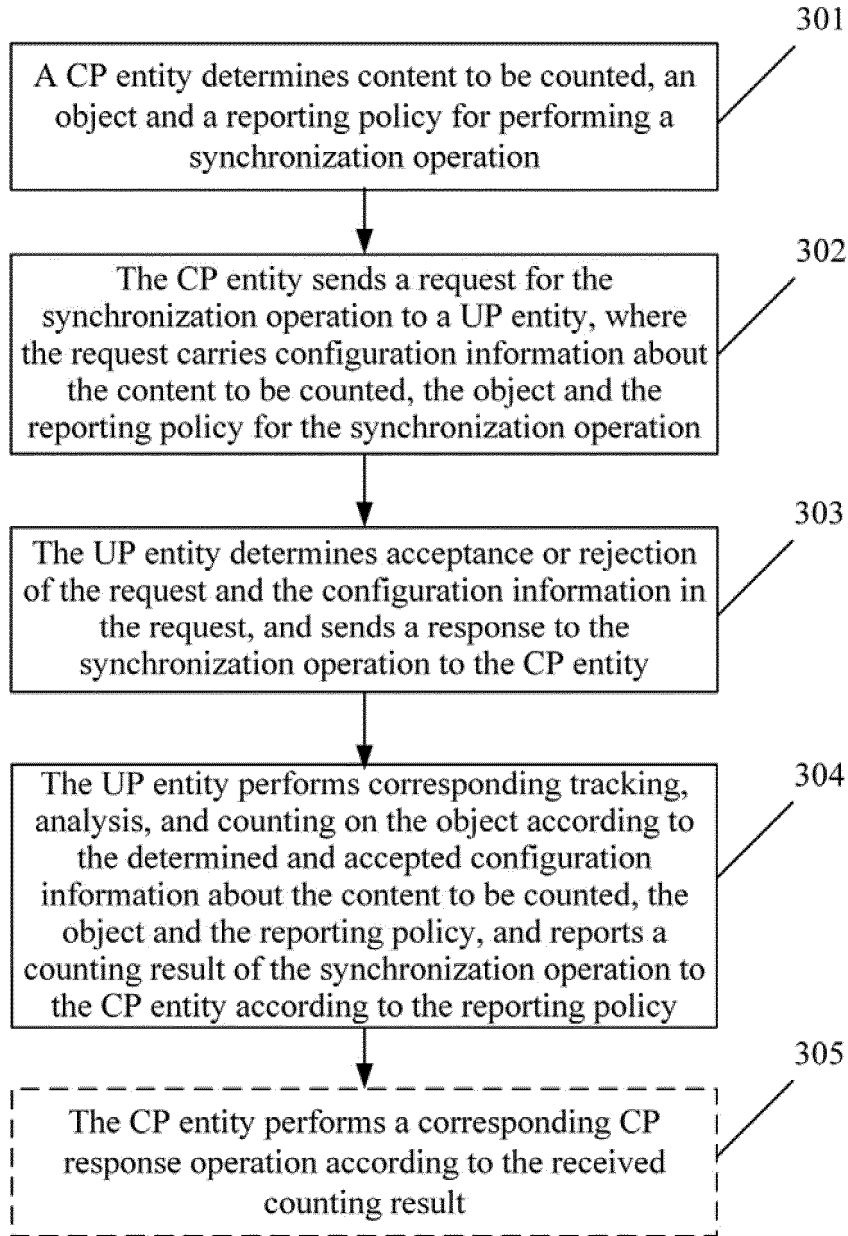 301
A CP entity determines content to be counted, an
object and a reporting policy for performing a
synchronization operation
302
The CP entity sends a request for the
synchronization operation to a UP entity, where
the request carries configuration information about
the content to be counted, the object and the
reporting policy for the synchronization operation
303
The UP entity determines acceptance or rejection
of the request and the configuration information in
the request, and sends a response to the
synchronization operation to the CP entity
304
The UP entity performs corresponding tracking,
analysis, and counting on the object according to
the determined and accepted configuration
information about the content to be counted, the
object and the reporting policy, and reports a
counting result of the synchronization operation to
the CP entity according to the reporting policy
305
The CP entity performs a corresponding CP
response operation according to the received
counting result